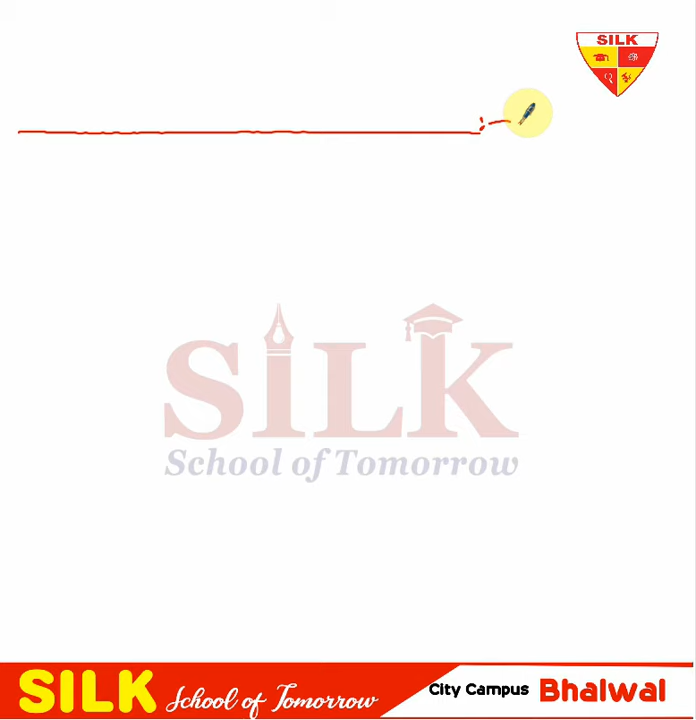 SILK
SILK
School of Tomorrow
SILK School of Tomorrow
City Campus Bhalwal